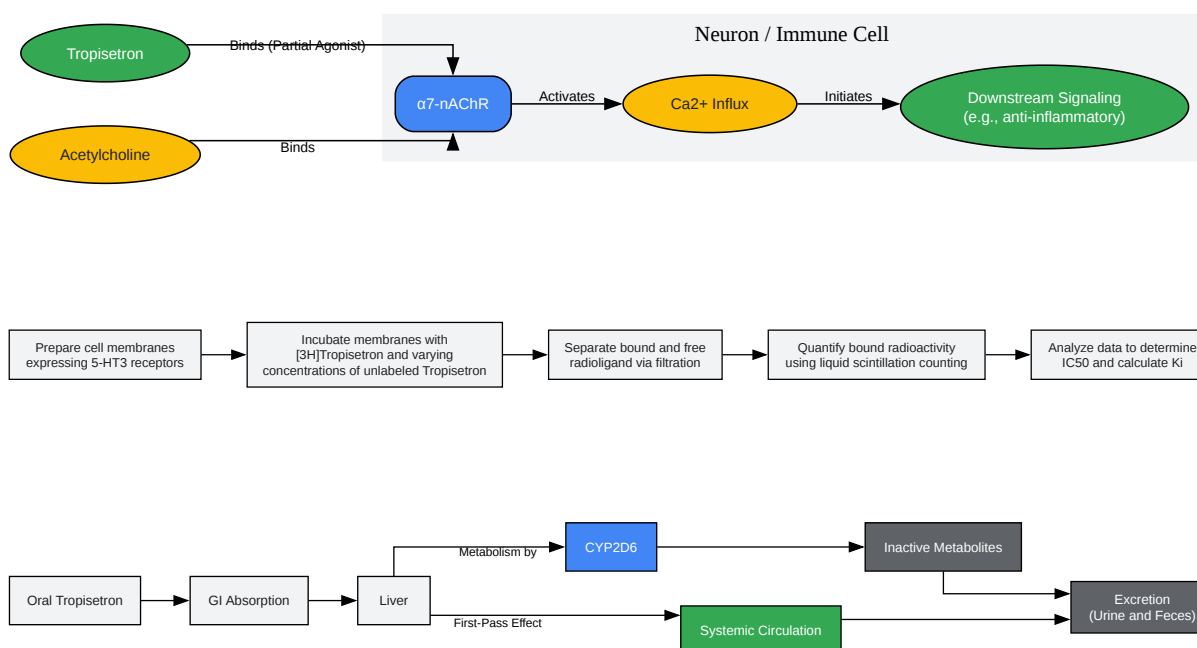 Neuron / Immune Cell
Tropisetron
Binds (Partial Agonist)
α7-nAChR
Activates
Ca2+ Influx
Initiates
Downstream Signaling
(e.g., anti-inflammatory)
Acetylcholine
Binds
Prepare cell membranes
expressing 5-HT3 receptors
Incubate membranes with
[3H]Tropisetron and varying
concentrations of unlabeled Tropisetron
Separate bound and free
radioligand via filtration
Quantify bound radioactivity
using liquid scintillation counting
Analyze data to determine
IC50 and calculate Ki
Oral Tropisetron
GI Absorption
Liver
Metabolism by
CYP2D6
Inactive Metabolites
First-Pass Effect
Systemic Circulation
Excretion
(Urine and Feces)